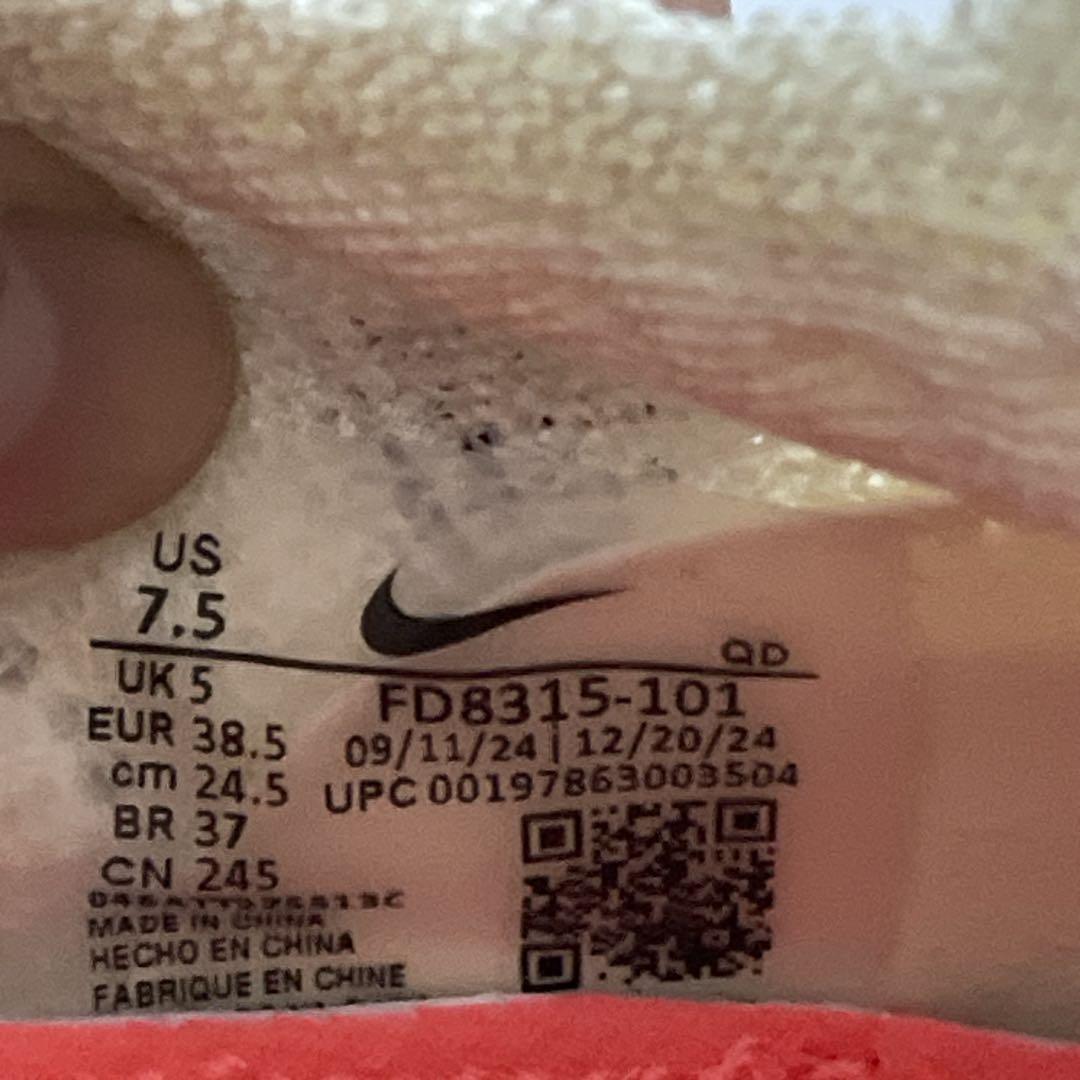 US
7.5
QD
UK 5
FD8315-101
EUR 38.5
09/11/24 | 12/20/24
cm 24.5
UPC 00197863003504
BR 37
CN 245
MADE IN CHINA
HECHO EN CHINA
FABRIQUE EN CHINE